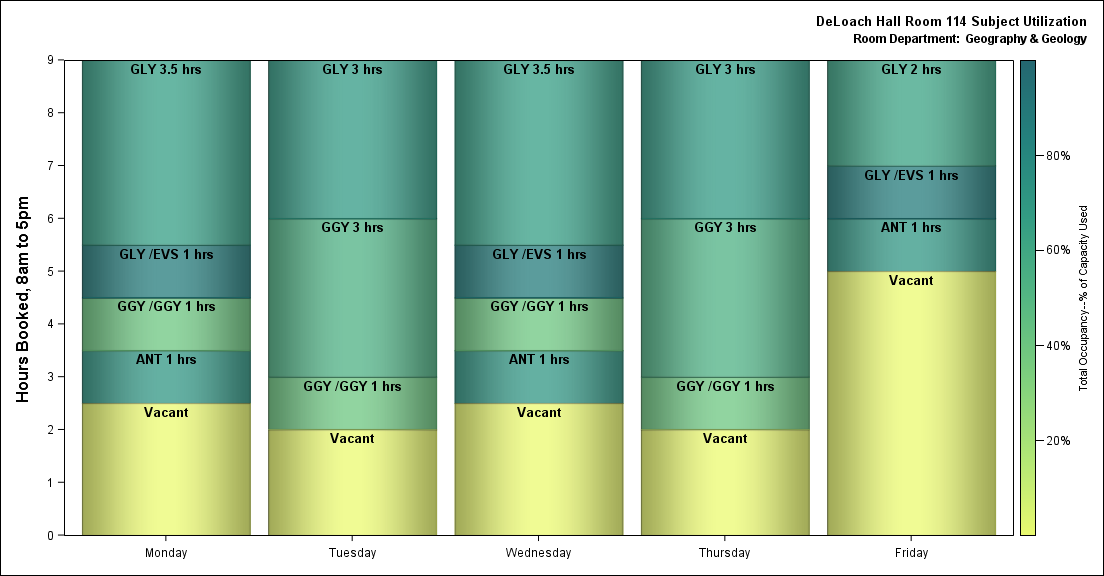 DeLoach Hall Room 114 Subject Utilization
Room Department: Geography & Geology
Hours Booked, 8am to 5pm
9
8
7
6
5
4
3
2
1
0
GLY 3.5 hrs
GLY /EVS 1 hrs
GGY /GGY 1 hrs
ANT 1 hrs
Vacant
Monday
GLY 3 hrs
GGY 3 hrs
GGY /GGY 1 hrs
Vacant
Tuesday
GLY 3.5 hrs
GLY /EVS 1 hrs
GGY /GGY 1 hrs
ANT 1 hrs
Vacant
Wednesday
GLY 3 hrs
GGY 3 hrs
GGY /GGY 1 hrs
Vacant
Thursday
GLY 2 hrs
GLY /EVS 1 hrs
ANT 1 hrs
Vacant
Friday
80%
60%
40%
20%
Total Occupancy--% of Capacity Used